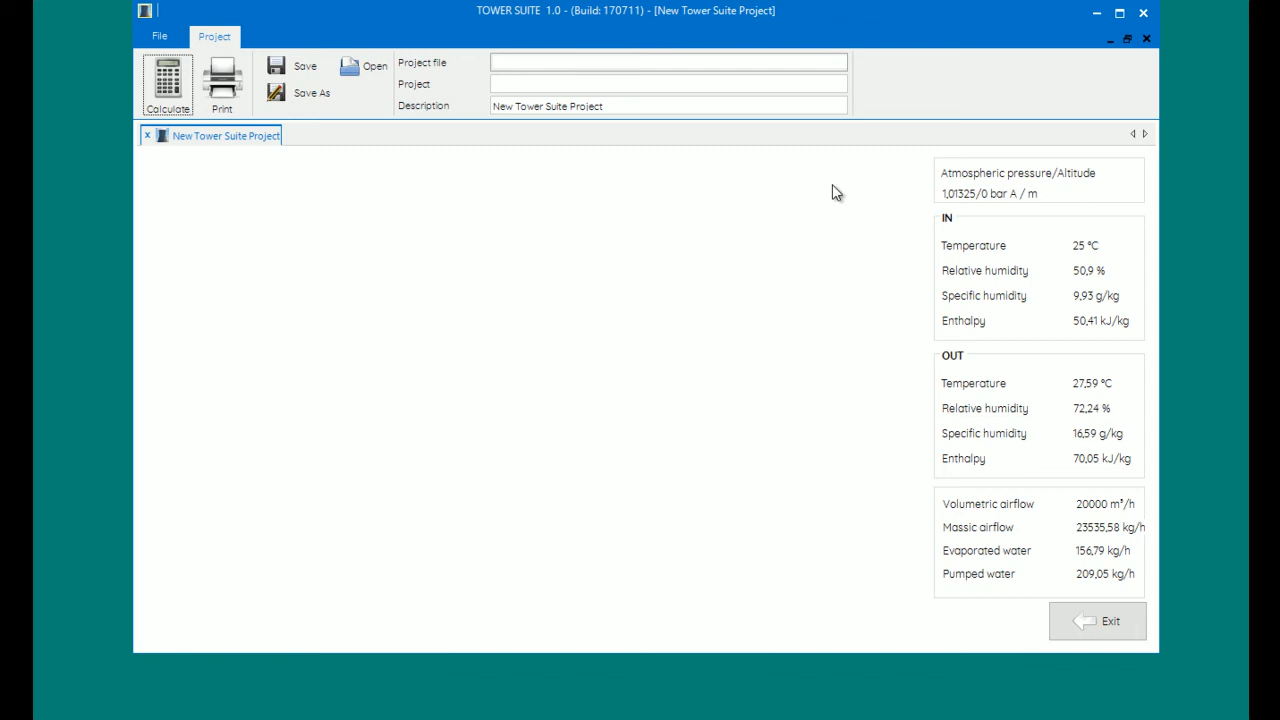 TOWER SUITE 1.0 - (Build: 170711) - [New Tower Suite Project]
File Project
Calculate
Print
Save
Save As
Open
Project file
Project
Description New Tower Suite Project
x New Tower Suite Project
Atmospheric pressure/Altitude
1,01325/0 bar A / m
IN
Temperature 25 ºC
Relative humidity 50,9 %
Specific humidity 9,93 g/kg
Enthalpy 50,41 kJ/kg
OUT
Temperature 27,59 ºC
Relative humidity 72,24 %
Specific humidity 16,59 g/kg
Enthalpy 70,05 kJ/kg
Volumetric airflow 20000 m³/h
Massic airflow 23535,58 kg/h
Evaporated water 156,79 kg/h
Pumped water 209,05 kg/h
Exit